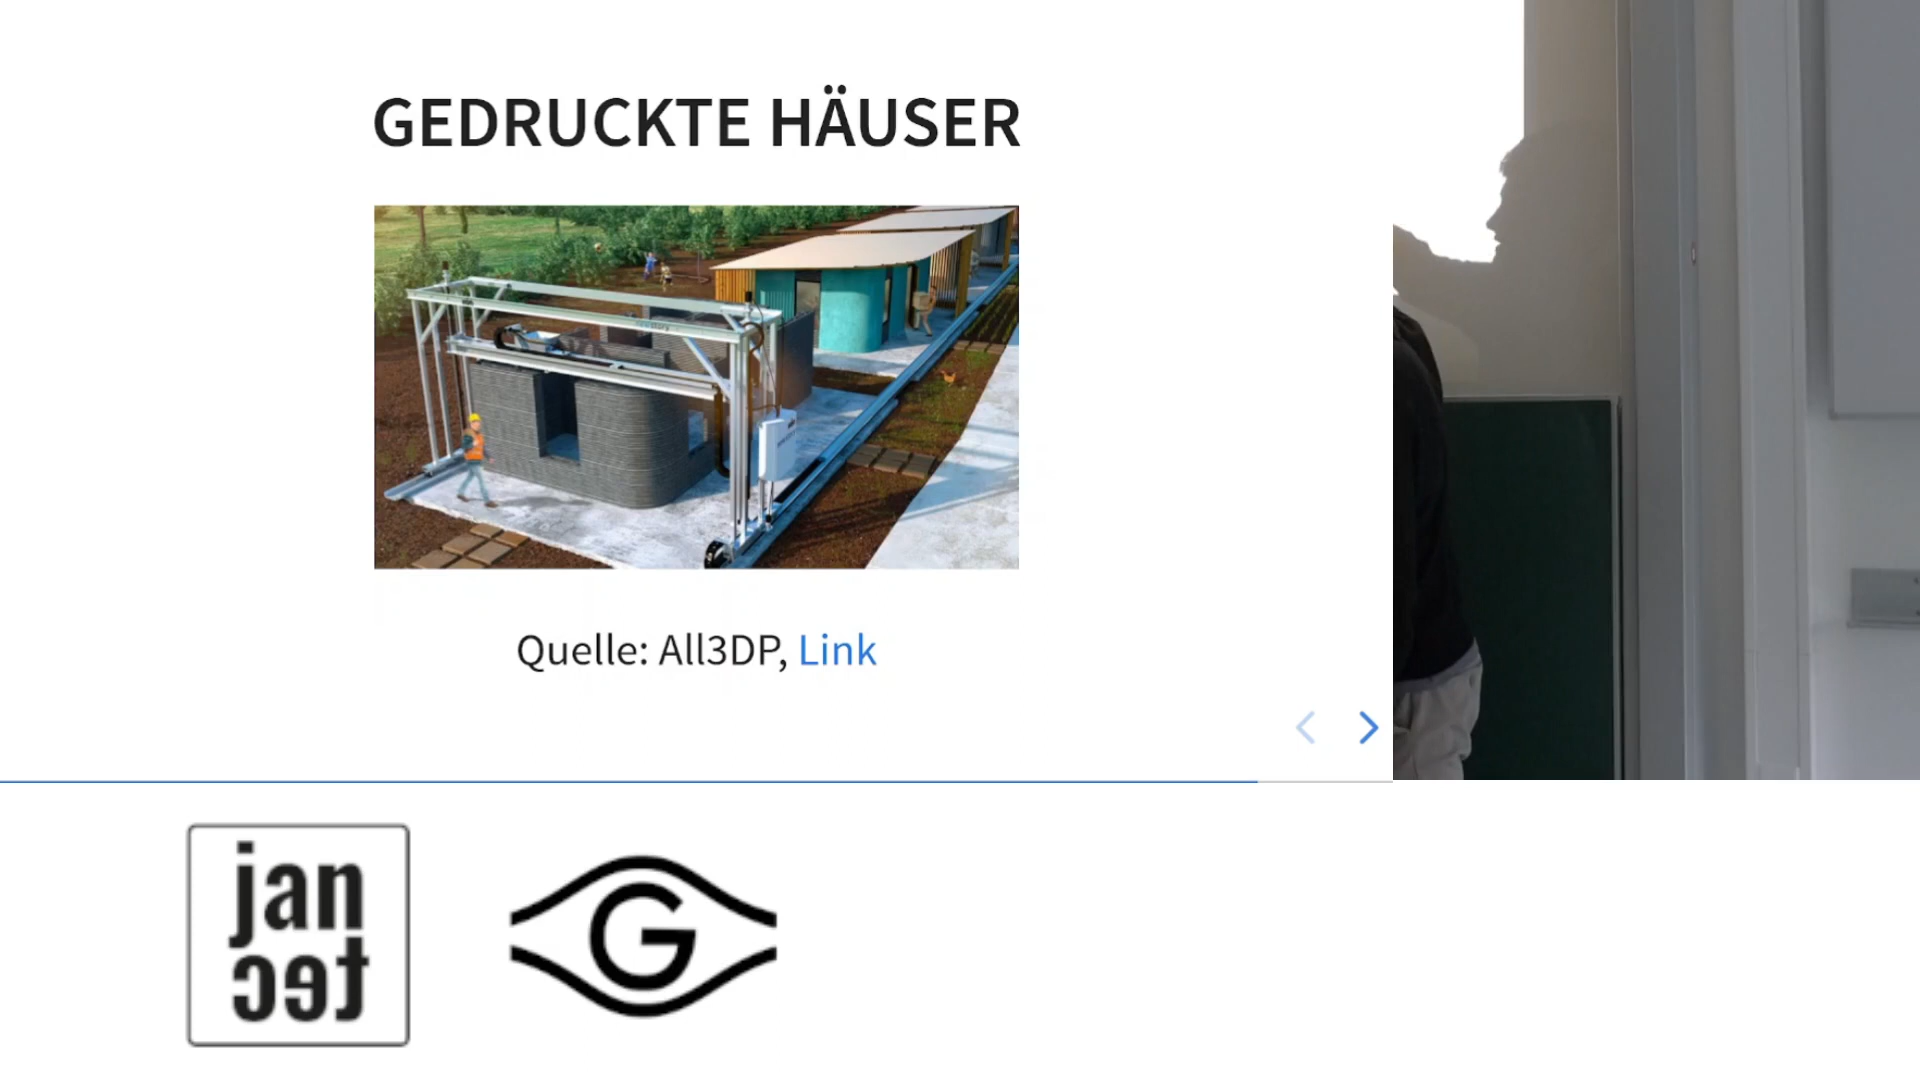 GEDRUCKTE HÄUSER
Quelle: All3DP, Link
jan
tec
G